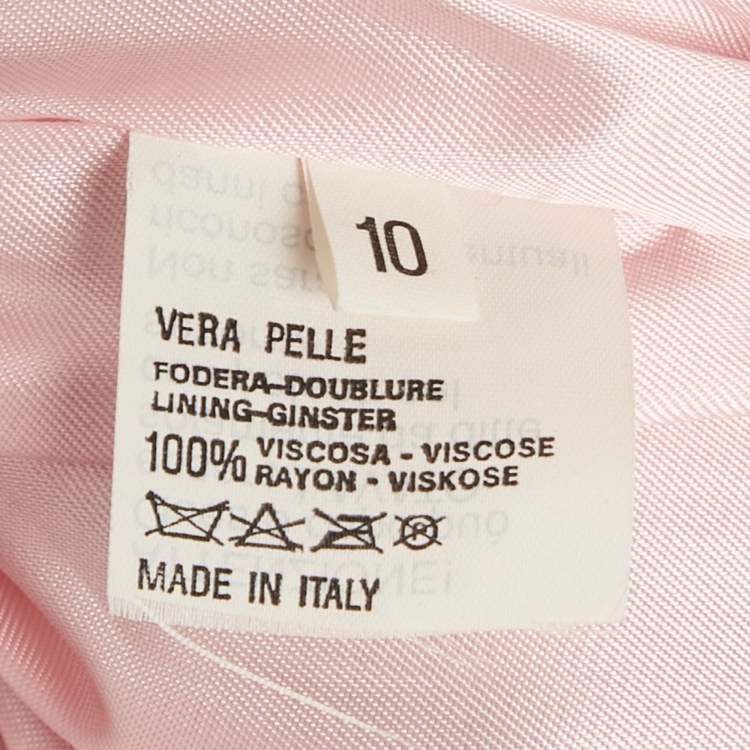 10
VERA PELLE
FODERA-DOUBLURE
LINING-GINSTER
100% VISCOSA - VISCOSE
RAYON - VISKOSE
P
MADE IN ITALY